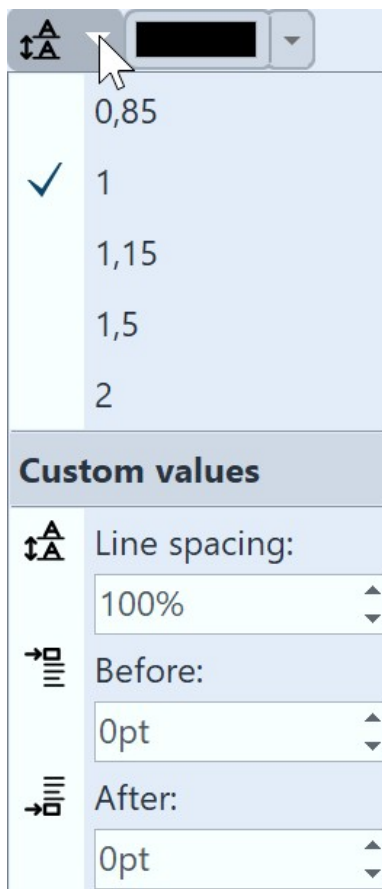 0,85
1
1,15
1,5
2
Custom values
Line spacing:
100%
Before:
0pt
After:
0pt